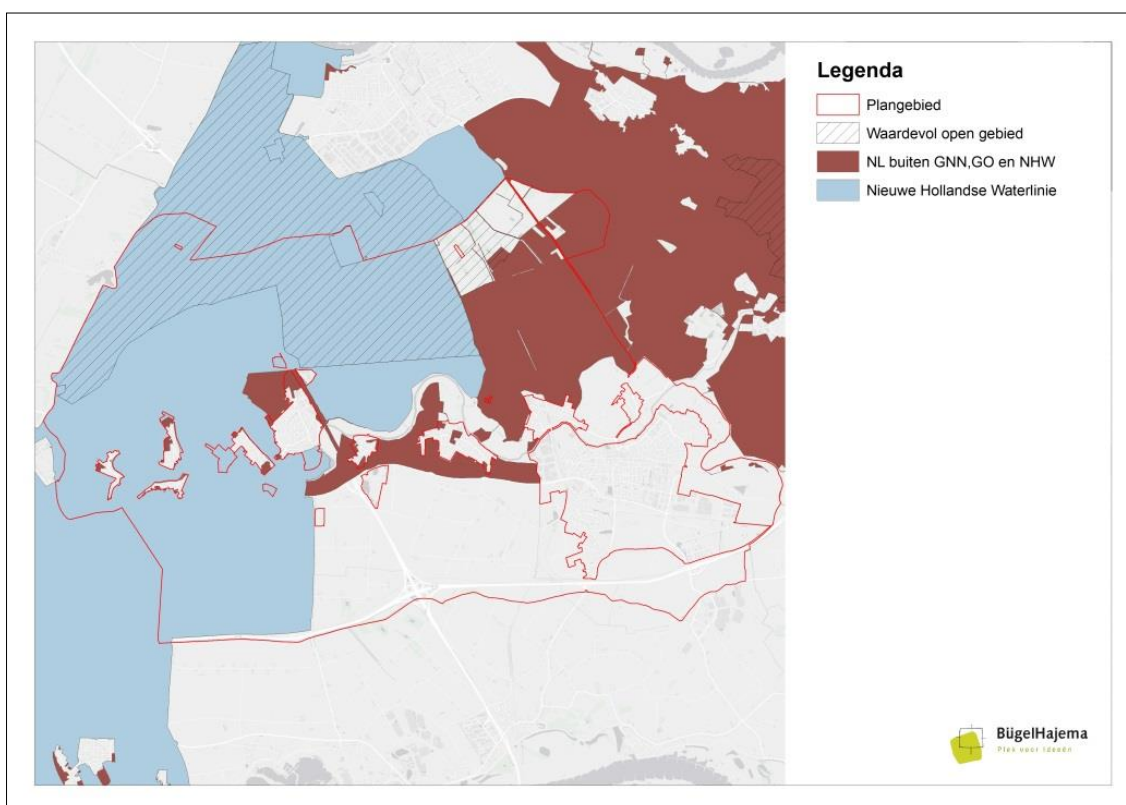 Legenda
Plangebied
Waardevol open gebied
NL buiten GNN,GO en NHW
Nieuwe Hollandse Waterlinie
BügelHajema
Plek voor ideeën